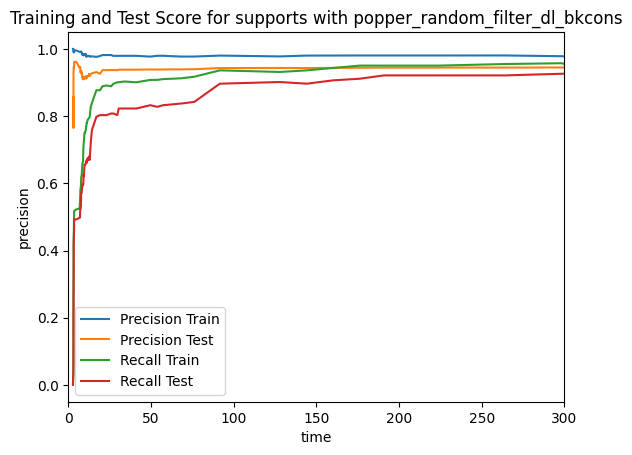 Training and Test Score for supports with popper_random_filter_dl_bkcons
precision
1.0
0.8
0.6
0.4
0.2
0.0
Precision Train
Precision Test
Recall Train
Recall Test
0 50 100 150 200 250 300
time